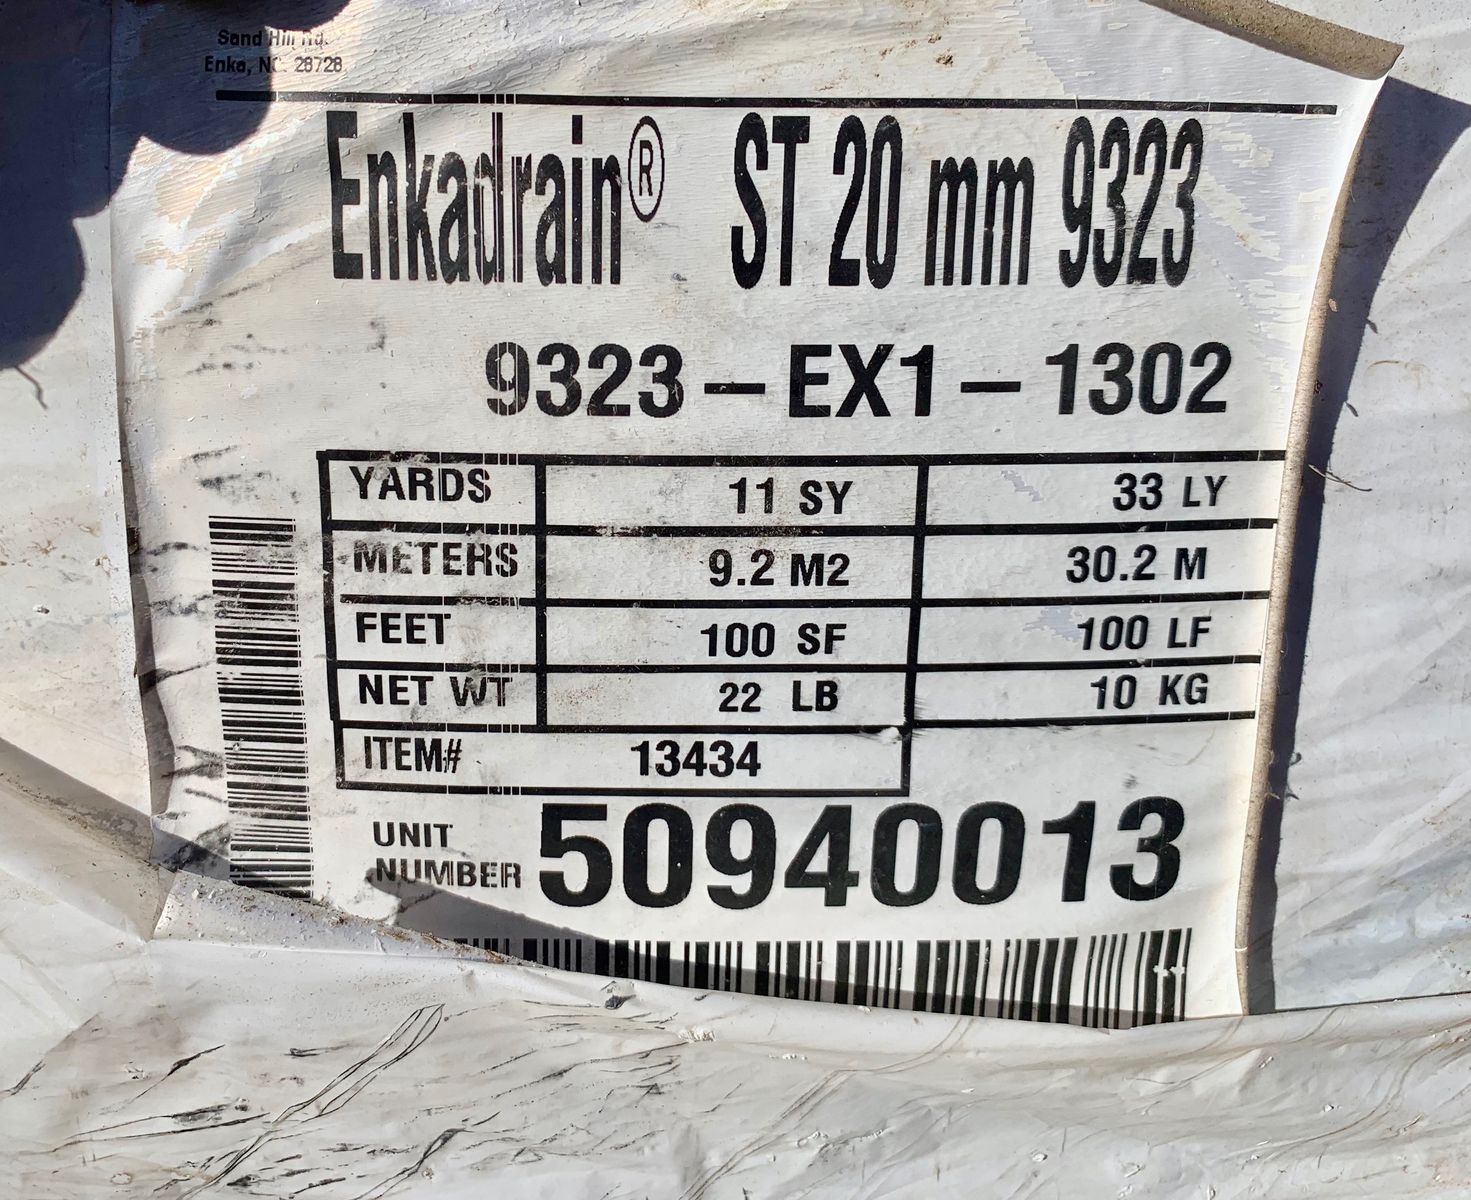 Sand Hill Rd.
Enka, NC. 28728
Enkadrain® ST 20 mm 9323
9323-EX1-1302
YARDS 11 SY 33 LY
METERS 9.2 M2 30.2 M
FEET 100 SF 100 LF
NET WT 22 LB 10 KG
ITEM# 13434
UNIT
NUMBER 50940013